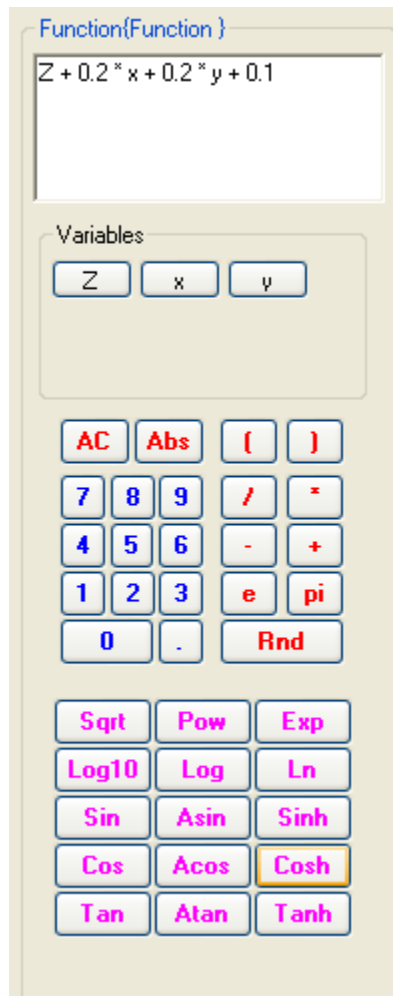 Function{Function }
Z + 0.2 * x + 0.2 * y + 0.1
Variables
Z x y
AC Abs ( )
7 8 9 / *
4 5 6 - +
1 2 3 e pi
0 . Rnd
Sqrt Pow Exp
Log10 Log Ln
Sin Asin Sinh
Cos Acos Cosh
Tan Atan Tanh